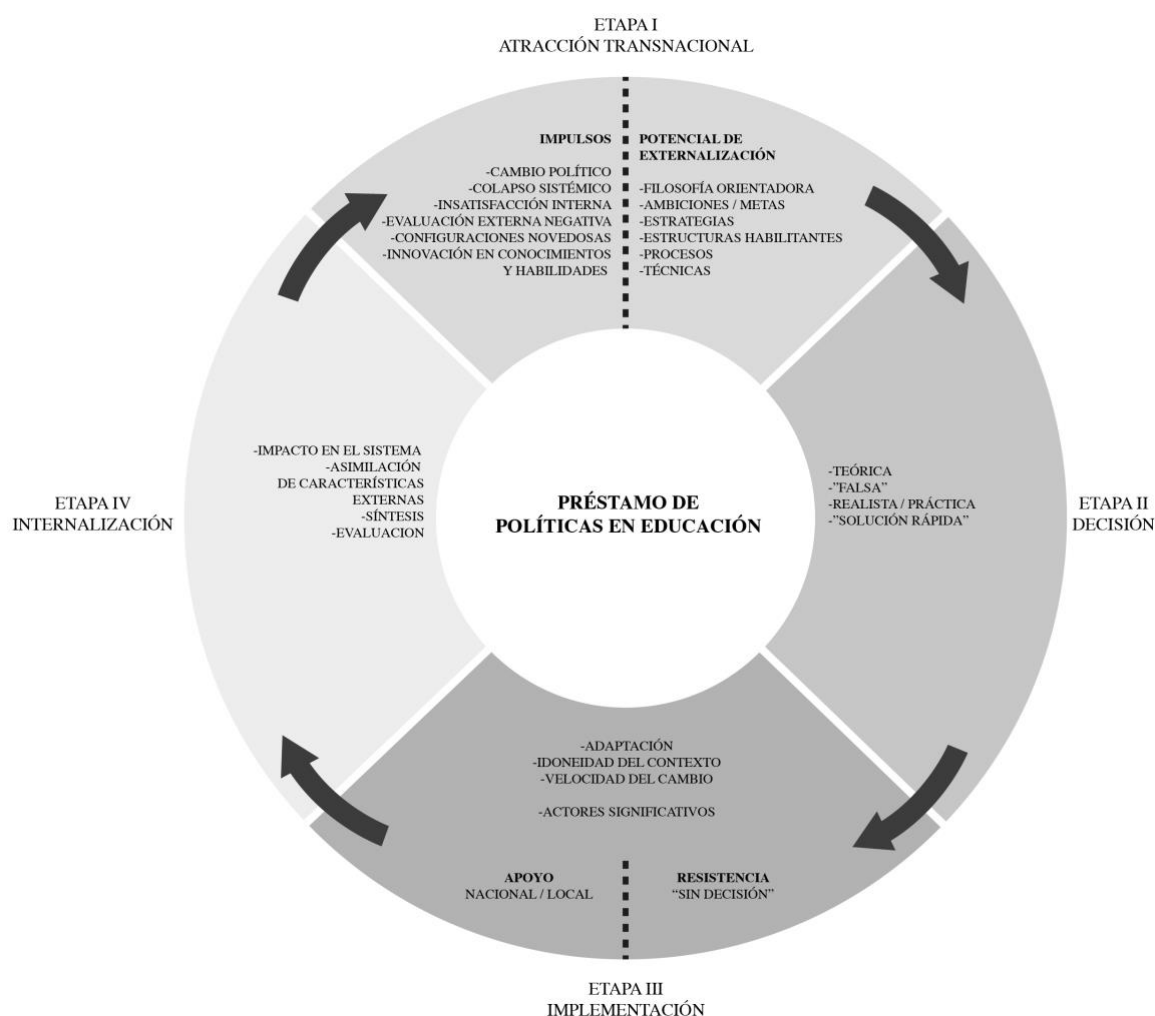 ETAPA I
ATRACCIÓN TRANSNACIONAL
IMPULSOS
-CAMBIO POLÍTICO
-COLAPSO SISTÉMICO
-INSATISFACCIÓN INTERNA
-EVALUACIÓN EXTERNA NEGATIVA
-CONFIGURACIONES NOVEDOSAS
-INNOVACIÓN EN CONOCIMIENTOS
Y HABILIDADES
POTENCIAL DE
EXTERNALIZACIÓN
-FILOSOFÍA ORIENTADORA
-AMBICIONES / METAS
-ESTRATEGIAS
-ESTRUCTURAS HABILITANTES
-PROCESOS
-TÉCNICAS
ETAPA II
DECISIÓN
-TEÓRICA
-”FALSA”
-REALISTA / PRÁCTICA
-”SOLUCIÓN RÁPIDA”
PRÉSTAMO DE
POLÍTICAS EN EDUCACIÓN
-ADAPTACIÓN
-IDONEIDAD DEL CONTEXTO
-VELOCIDAD DEL CAMBIO
-ACTORES SIGNIFICATIVOS
APOYO
NACIONAL / LOCAL
RESISTENCIA
“SIN DECISIÓN”
ETAPA III
IMPLEMENTACIÓN
ETAPA IV
INTERNALIZACIÓN
-IMPACTO EN EL SISTEMA
-ASIMILACIÓN
DE CARACTERÍSTICAS
EXTERNAS
-SÍNTESIS
-EVALUACION